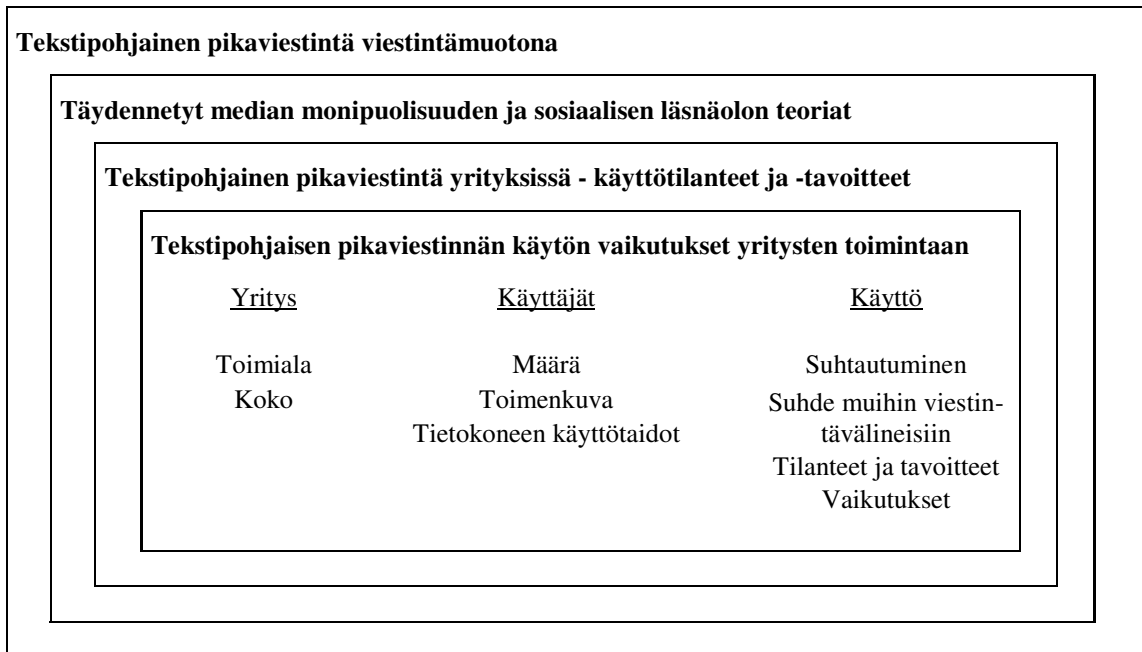 Tekstipohjainen pikaviestintä viestintämuotona
Täydennetyt median monipuolisuuden ja sosiaalisen läsnäolon teoriat
Tekstipohjainen pikaviestintä yrityksissä - käyttötilanteet ja -tavoitteet
Tekstipohjaisen pikaviestinnän käytön vaikutukset yritysten toimintaan
Yritys
Toimiala
Koko
Käyttäjät
Määrä
Toimenkuva
Tietokoneen käyttötaidot
Käyttö
Suhtautuminen
Suhde muihin viestin-
tävälineisiin
Tilanteet ja tavoitteet
Vaikutukset